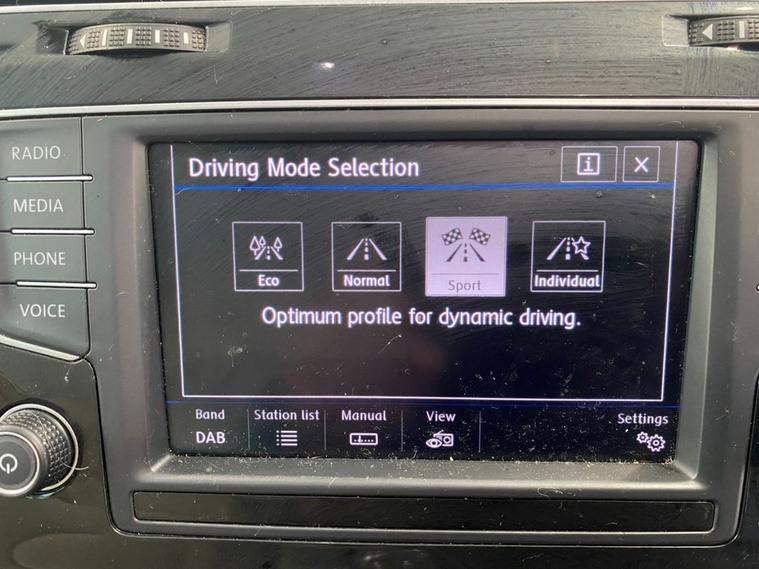 RADIO
MEDIA
PHONE
VOICE
Driving Mode Selection
i X
Eco Normal Sport Individual
Optimum profile for dynamic driving.
Band Station list Manual View Settings
DAB